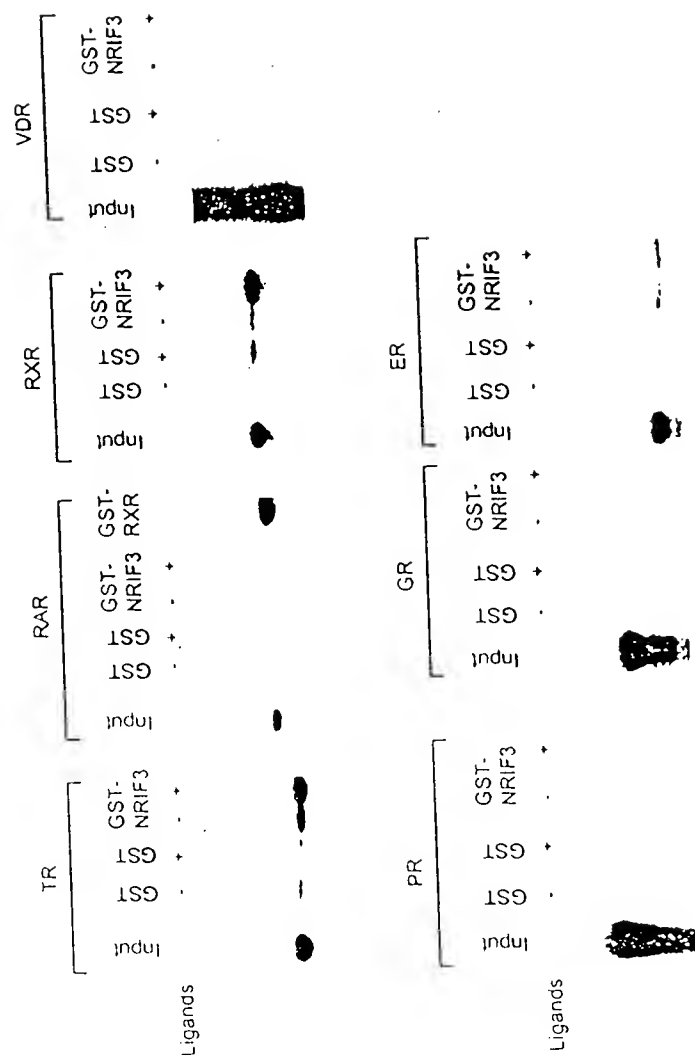 TR
RAR
RXR
VDR
Input
GST
GST
GST-
NRIF3
Input
GST
GST
GST-
NRIF3
GST-
RXR
Input
GST
GST
GST-
NRIF3
Input
GST
GST
GST-
NRIF3
Ligands - + - + - + - + - + - + - + - +
PR
GR
ER
Input
GST
GST
GST-
NRIF3
Input
GST
GST
GST-
NRIF3
Input
GST
GST
GST-
NRIF3
Ligands - + - + - + - + - + - +